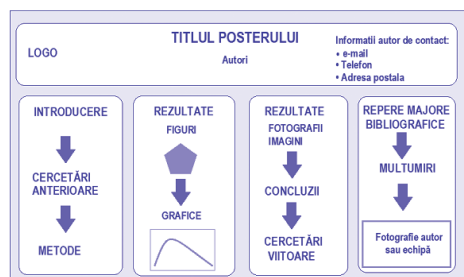 LOGO
TITLUL POSTERULUI
Autori
Informatii autor de contact:
• e-mail
• Telefon
• Adresa postala
INTRODUCERE
CERCETĂRI
ANTERIOARE
METODE
REZULTATE
FIGURI
GRAFICE
REZULTATE
FOTOGRAFII
IMAGINI
CONCLUZII
CERCETĂRI
VIITOARE
REPERE MAJORE
BIBLIOGRAFICE
MULTUMIRI
Fotografie autor
sau echipă